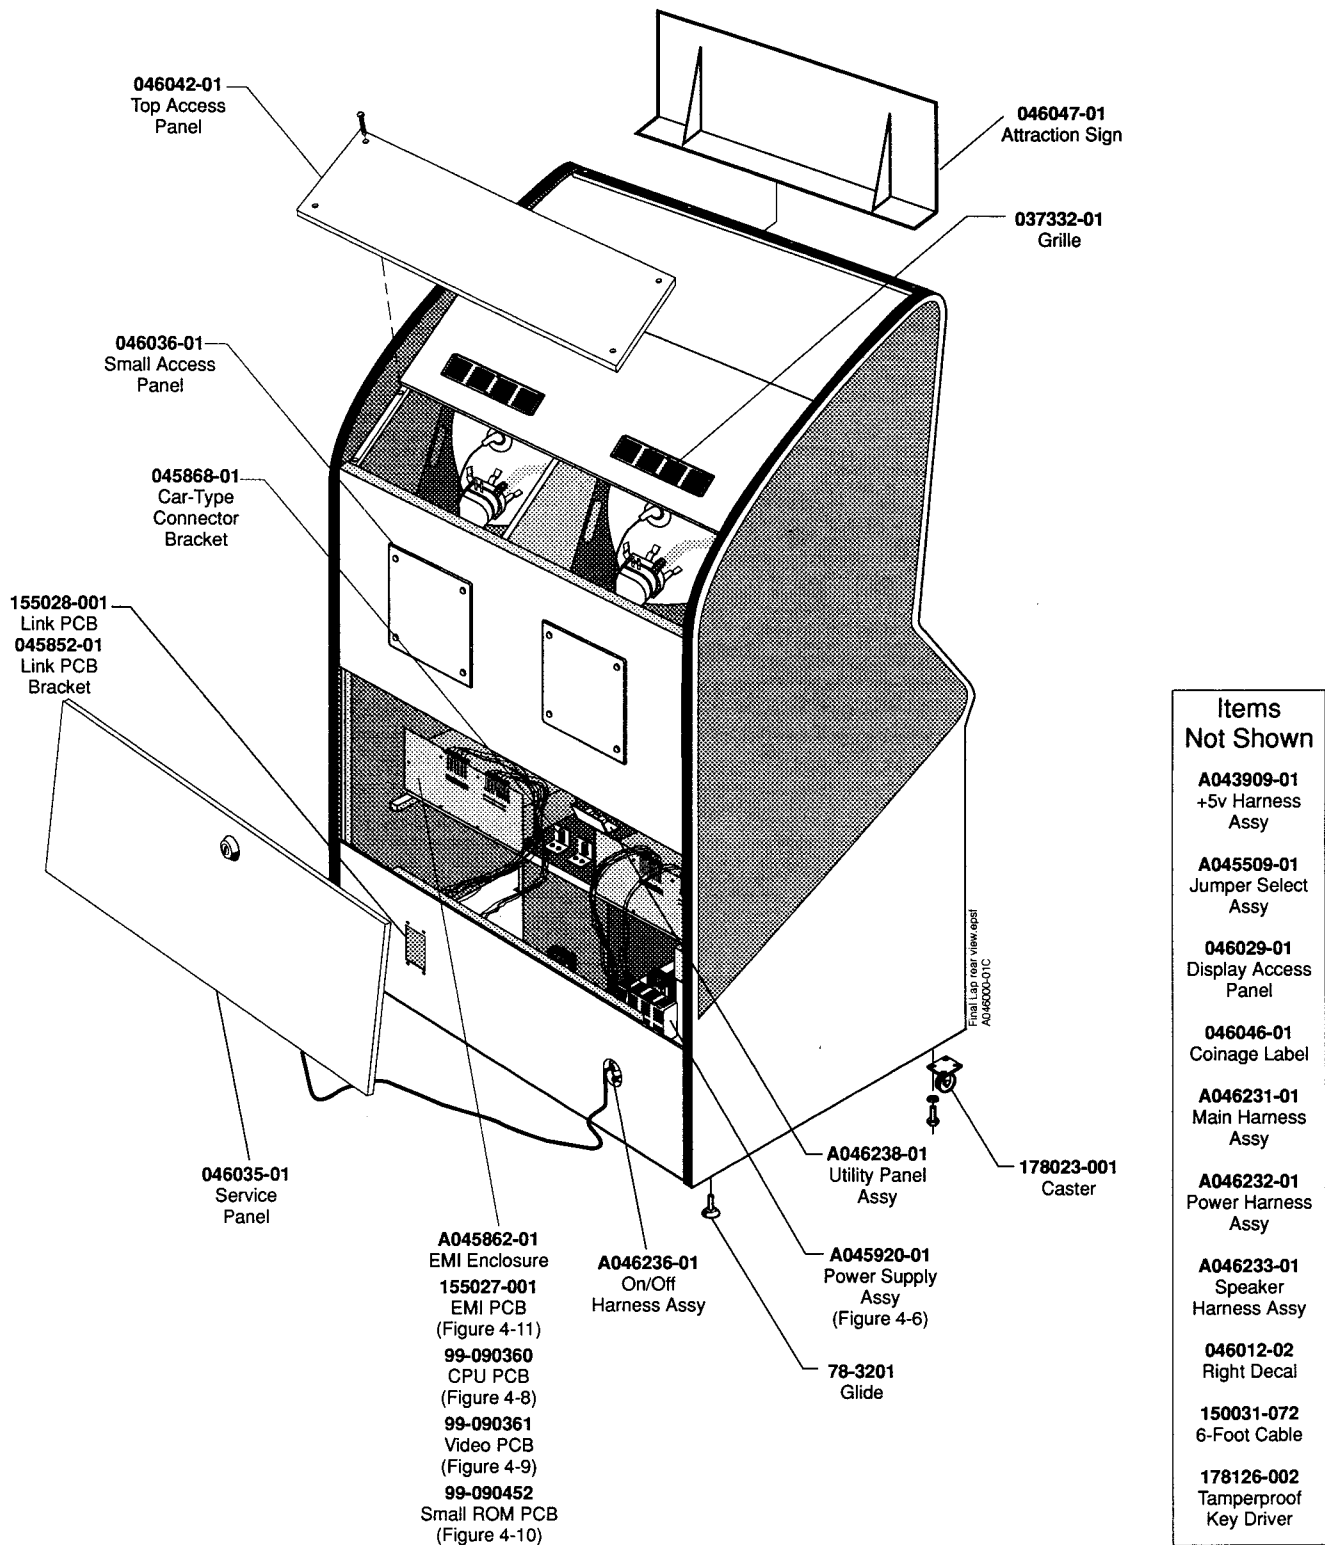 046042-01
Top Access
Panel
046047-01
Attraction Sign
037332-01
Grille
046036-01
Small Access
Panel
045868-01
Car-Type
Connector
Bracket
155028-001
Link PCB
045852-01
Link PCB
Bracket
Final Lap rear view.epsf
A046000-01C
046035-01
Service
Panel
A045862-01
EMI Enclosure
155027-001
EMI PCB
(Figure 4-11)
99-090360
CPU PCB
(Figure 4-8)
99-090361
Video PCB
(Figure 4-9)
99-090452
Small ROM PCB
(Figure 4-10)
A046236-01
On/Off
Harness Assy
A046238-01
Utility Panel
Assy
A045920-01
Power Supply
Assy
(Figure 4-6)
78-3201
Glide
178023-001
Caster
Items
Not Shown
A043909-01
+5v Harness
Assy
A045509-01
Jumper Select
Assy
046029-01
Display Access
Panel
046046-01
Coinage Label
A046231-01
Main Harness
Assy
A046232-01
Power Harness
Assy
A046233-01
Speaker
Harness Assy
046012-02
Right Decal
150031-072
6-Foot Cable
178126-002
Tamperproof
Key Driver